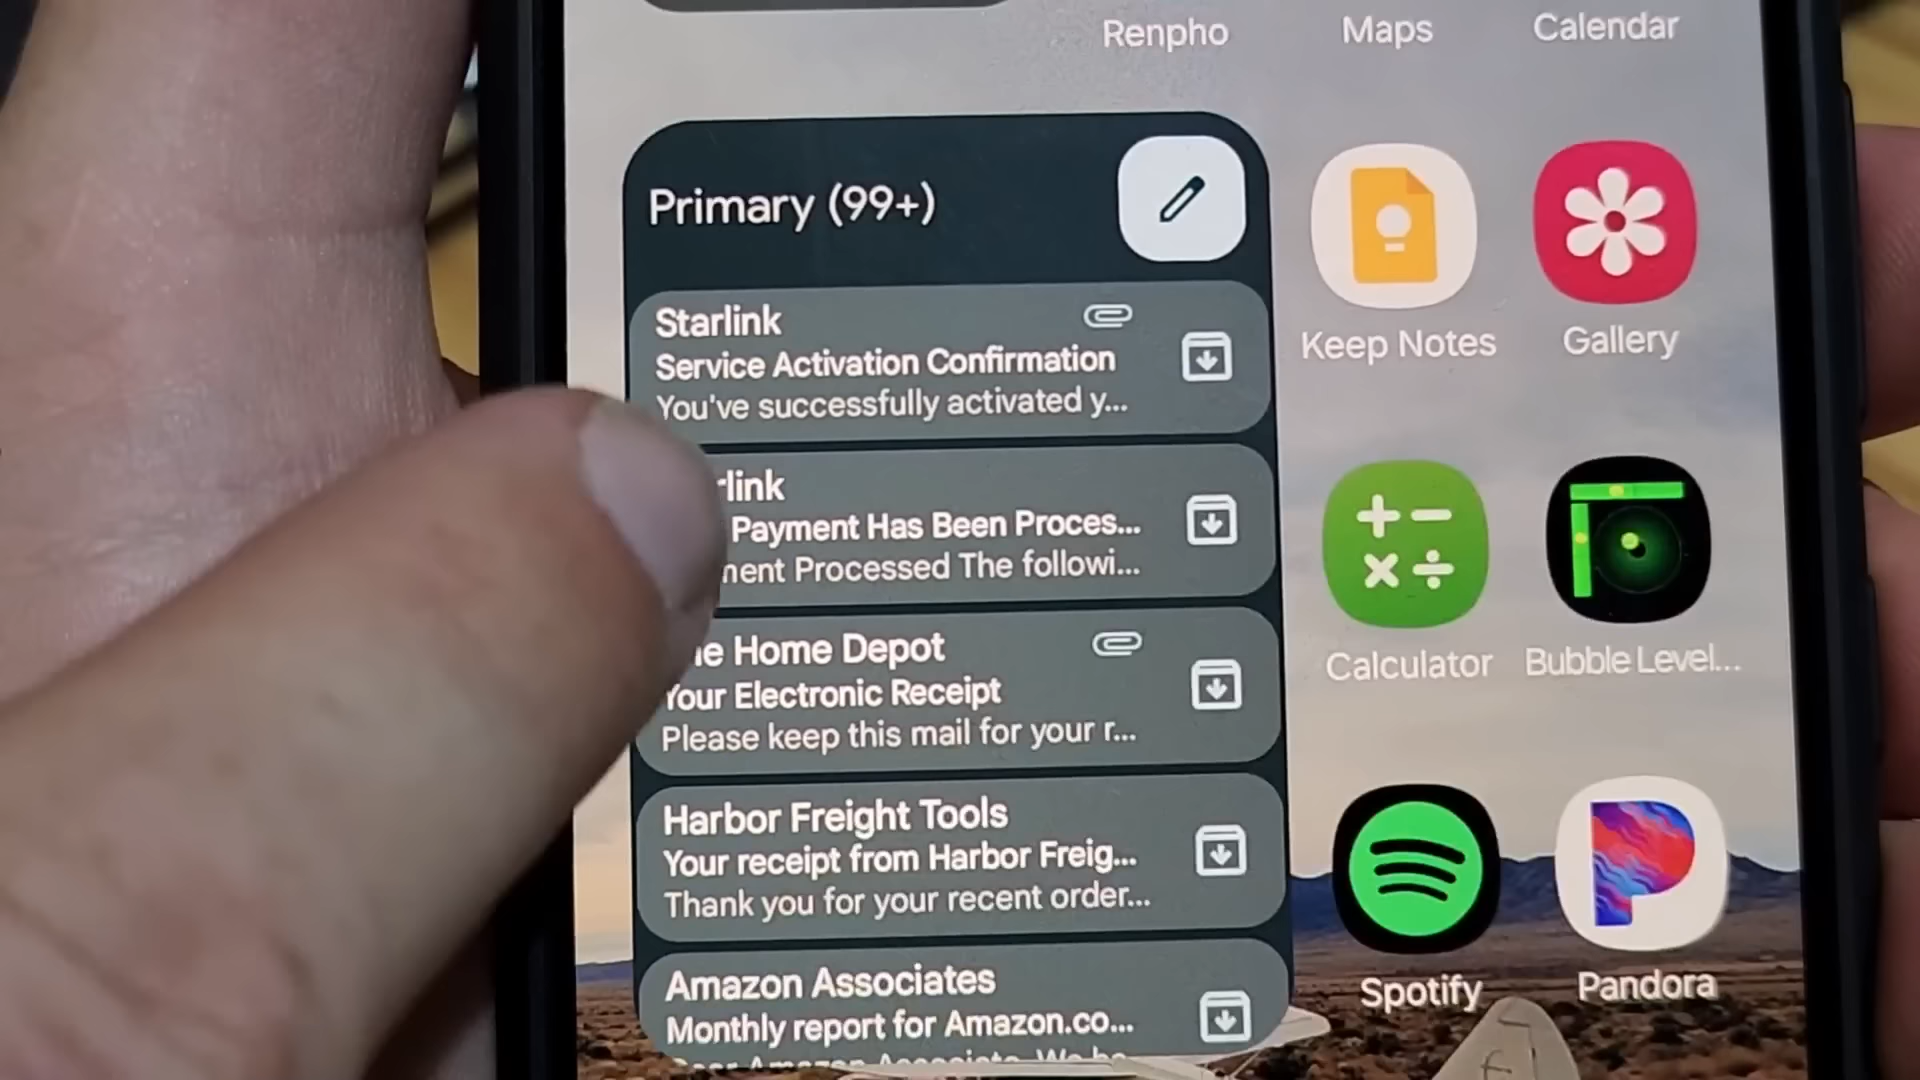 Renpho Maps Calendar
Primary (99+)
Starlink
Service Activation Confirmation
You've successfully activated y...
Keep Notes Gallery
rlink
Payment Has Been Proces...
ment Processed The followi...
Calculator Bubble Level...
Home Depot
Your Electronic Receipt
Please keep this mail for your r...
Harbor Freight Tools
Your receipt from Harbor Freig...
Thank you for your recent order...
Spotify Pandora
Amazon Associates
Monthly report for Amazon.co...